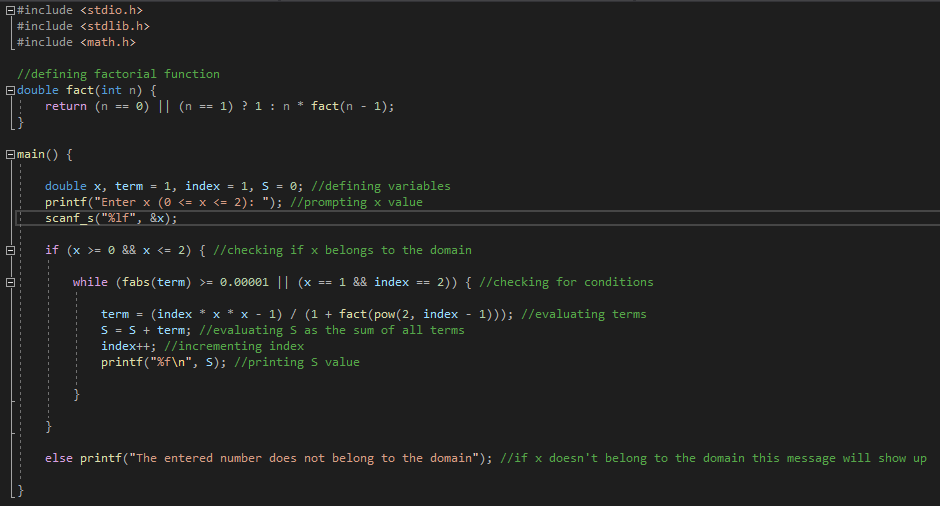 #include <stdio.h>
#include <stdlib.h>
#include <math.h>
//defining factorial function
double fact(int n) {
return (n == 0) || (n == 1) ? 1 : n * fact(n - 1);
}
main() {
double x, term = 1, index = 1, S = 0; //defining variables
printf("Enter x (0 <= x <= 2): "); //prompting x value
scanf_s("%lf", &x);
if (x >= 0 && x <= 2) { //checking if x belongs to the domain
while (fabs(term) >= 0.00001 || (x == 1 && index == 2)) { //checking for conditions
term = (index * x * x - 1) / (1 + fact(pow(2, index - 1))); //evaluating terms
S = S + term; //evaluating S as the sum of all terms
index++; //incrementing index
printf("%f\n", S); //printing S value
}
}
else printf("The entered number does not belong to the domain"); //if x doesn't belong to the domain this message will show up
}